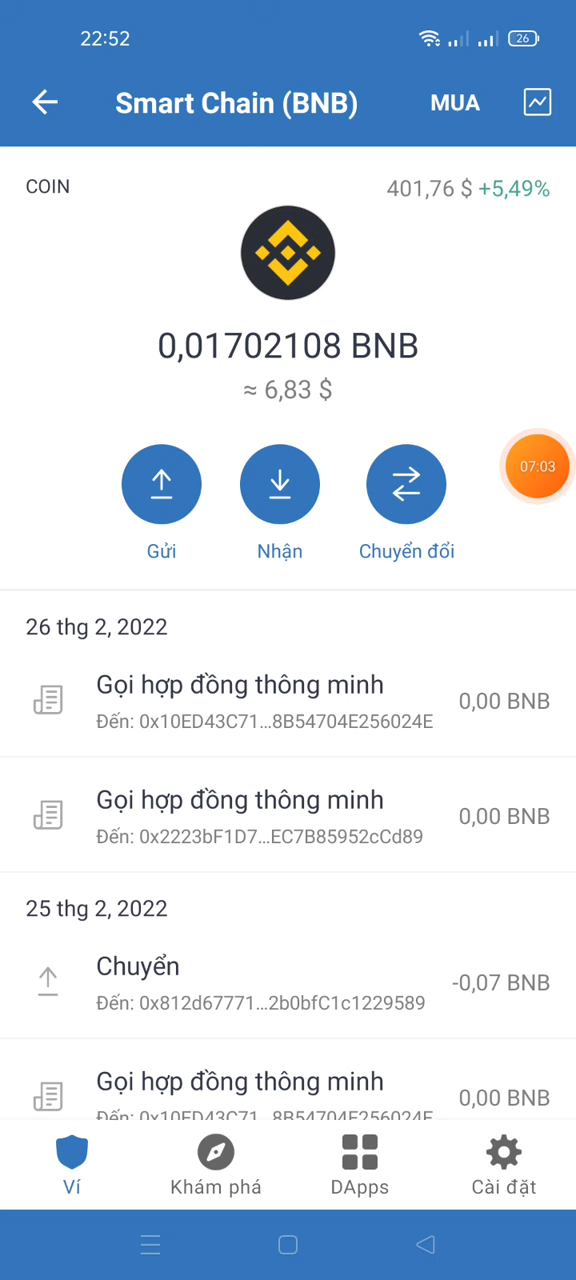 22:52
26
Smart Chain (BNB)
MUA
COIN
401,76 $ +5,49%
0,01702108 BNB
≈ 6,83 $
07:03
Gửi
Nhận
Chuyển đổi
26 thg 2, 2022
Gọi hợp đồng thông minh
0,00 BNB
Đến: 0x10ED43C71...8B54704E256024E
Gọi hợp đồng thông minh
0,00 BNB
Đến: 0x2223bF1D7...EC7B85952cCd89
25 thg 2, 2022
Chuyển
-0,07 BNB
Đến: 0x812d67771...2b0bfC1c1229589
Gọi hợp đồng thông minh
0,00 BNB
Đến: 0x10ED43C71...8B54704E256024E
Ví
Khám phá
DApps
Cài đặt